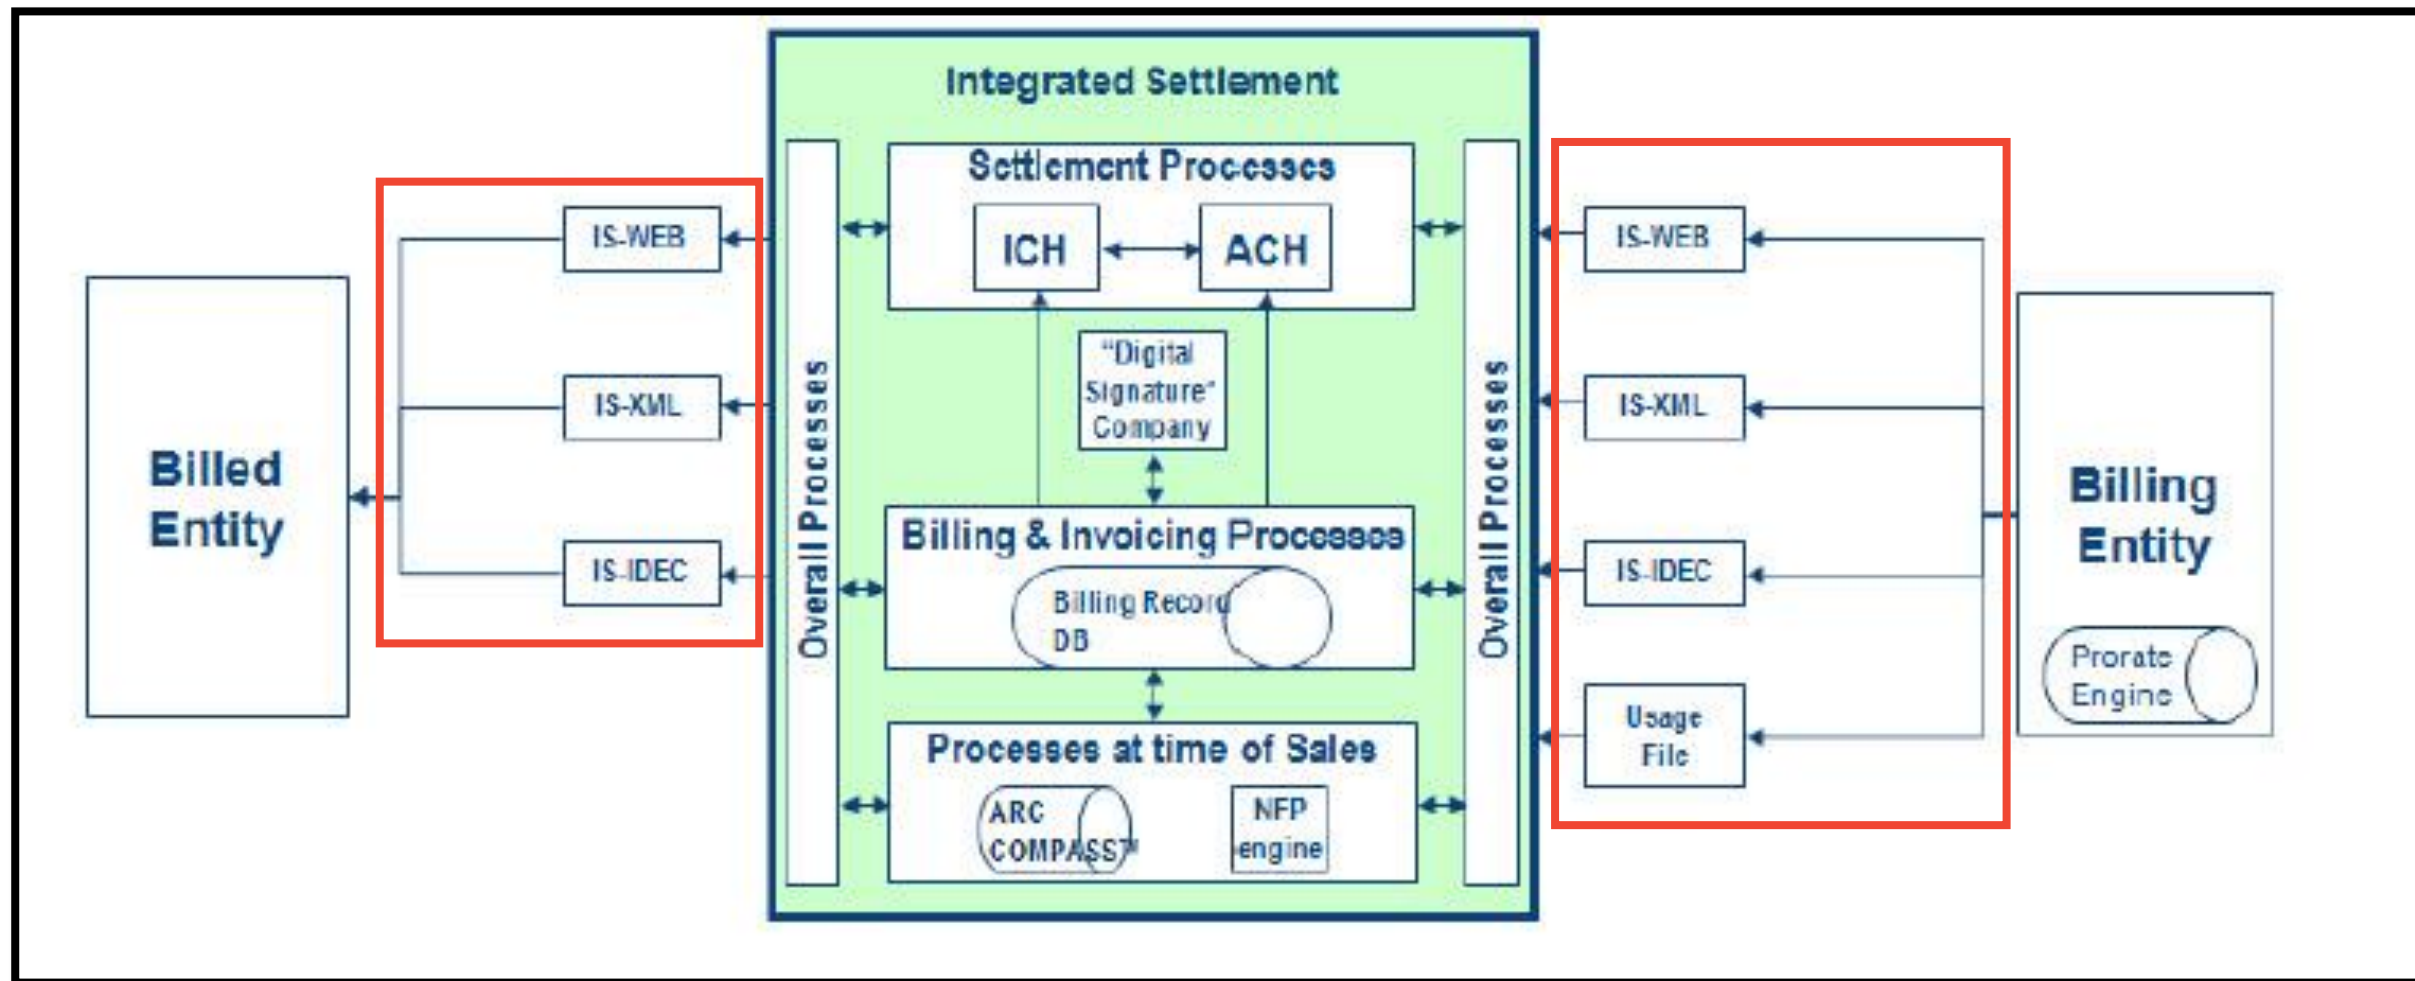 Integrated Settlement
Settlement Processes
ICH
ACH
"Digital
Signature"
Company
Billing & Invoicing Processes
Billing Record
DB
Processes at time of Sales
ARC
COMPASS™
NFP
engine
Overall Processes
Overall Processes
IS-WEB
IS-XML
IS-IDEC
Billed
Entity
IS-WEB
IS-XML
IS-IDEC
Usage
File
Billing
Entity
Prorate
Engine